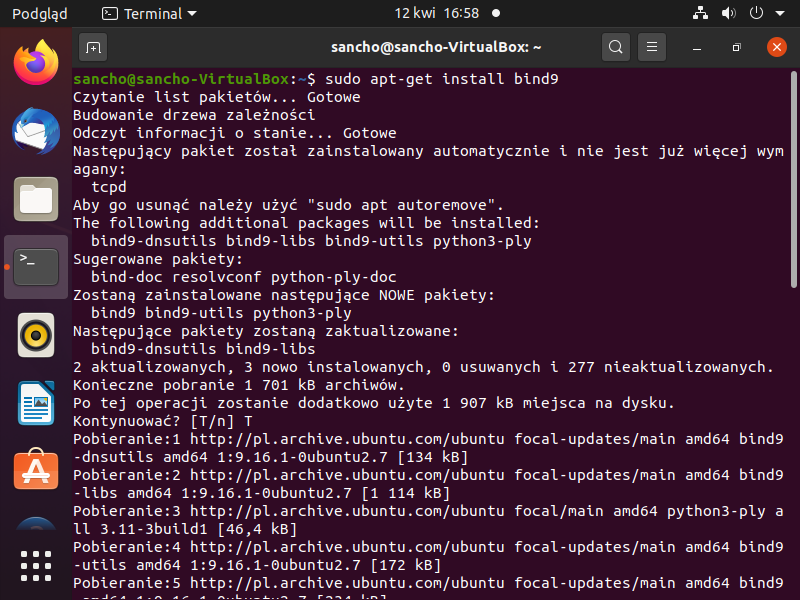 Podgląd
Terminal
12 kwi 16:58
sancho@sancho-VirtualBox: ~
sancho@sancho-VirtualBox:~$ sudo apt-get install bind9
Czytanie list pakietów... Gotowe
Budowanie drzewa zależności
Odczyt informacji o stanie... Gotowe
Następujący pakiet został zainstalowany automatycznie i nie jest już więcej wym
agany:
  tcpd
Aby go usunąć należy użyć "sudo apt autoremove".
The following additional packages will be installed:
  bind9-dnsutils bind9-libs bind9-utils python3-ply
Sugerowane pakiety:
  bind-doc resolvconf python-ply-doc
Zostaną zainstalowane następujące NOWE pakiety:
  bind9 bind9-utils python3-ply
Następujące pakiety zostaną zaktualizowane:
  bind9-dnsutils bind9-libs
2 aktualizowanych, 3 nowo instalowanych, 0 usuwanych i 277 nieaktualizowanych.
Konieczne pobranie 1 701 kB archiwów.
Po tej operacji zostanie dodatkowo użyte 1 907 kB miejsca na dysku.
Kontynuować? [T/n] T
Pobieranie:1 http://pl.archive.ubuntu.com/ubuntu focal-updates/main amd64 bind9
-dnsutils amd64 1:9.16.1-0ubuntu2.7 [134 kB]
Pobieranie:2 http://pl.archive.ubuntu.com/ubuntu focal-updates/main amd64 bind9
-libs amd64 1:9.16.1-0ubuntu2.7 [1 114 kB]
Pobieranie:3 http://pl.archive.ubuntu.com/ubuntu focal/main amd64 python3-ply a
ll 3.11-3build1 [46,4 kB]
Pobieranie:4 http://pl.archive.ubuntu.com/ubuntu focal-updates/main amd64 bind9
-utils amd64 1:9.16.1-0ubuntu2.7 [172 kB]
Pobieranie:5 http://pl.archive.ubuntu.com/ubuntu focal-updates/main amd64 bind9